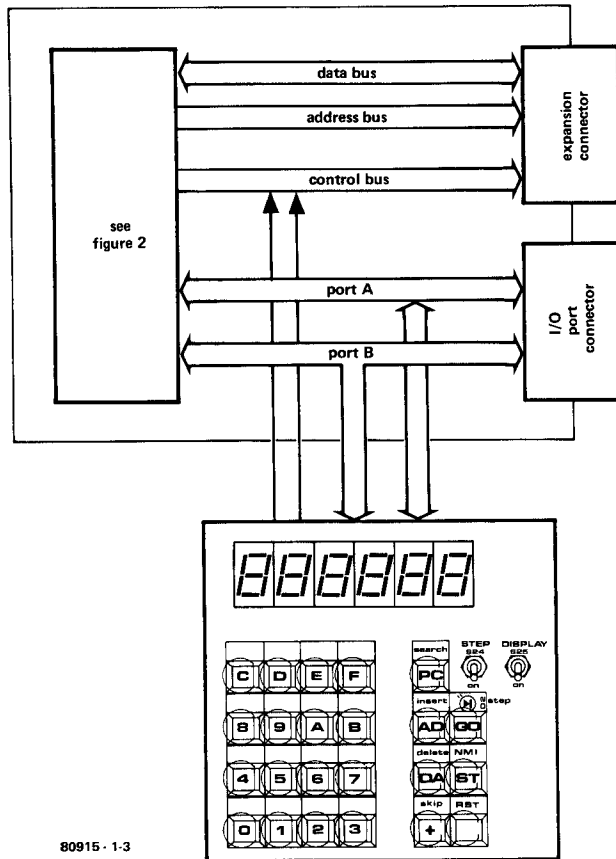 data bus
address bus
control bus
expansion
connector
see
figure 2
port A
port B
I/O
port
connector
search
STEP
S24
DISPLAY
S25
C D E F
PC
on
on
insert
D2
step
8 9 A B
AD GO
delete NMI
4 5 6 7
DA ST
skip RST
0 1 2 3
+
80915 - 1-3